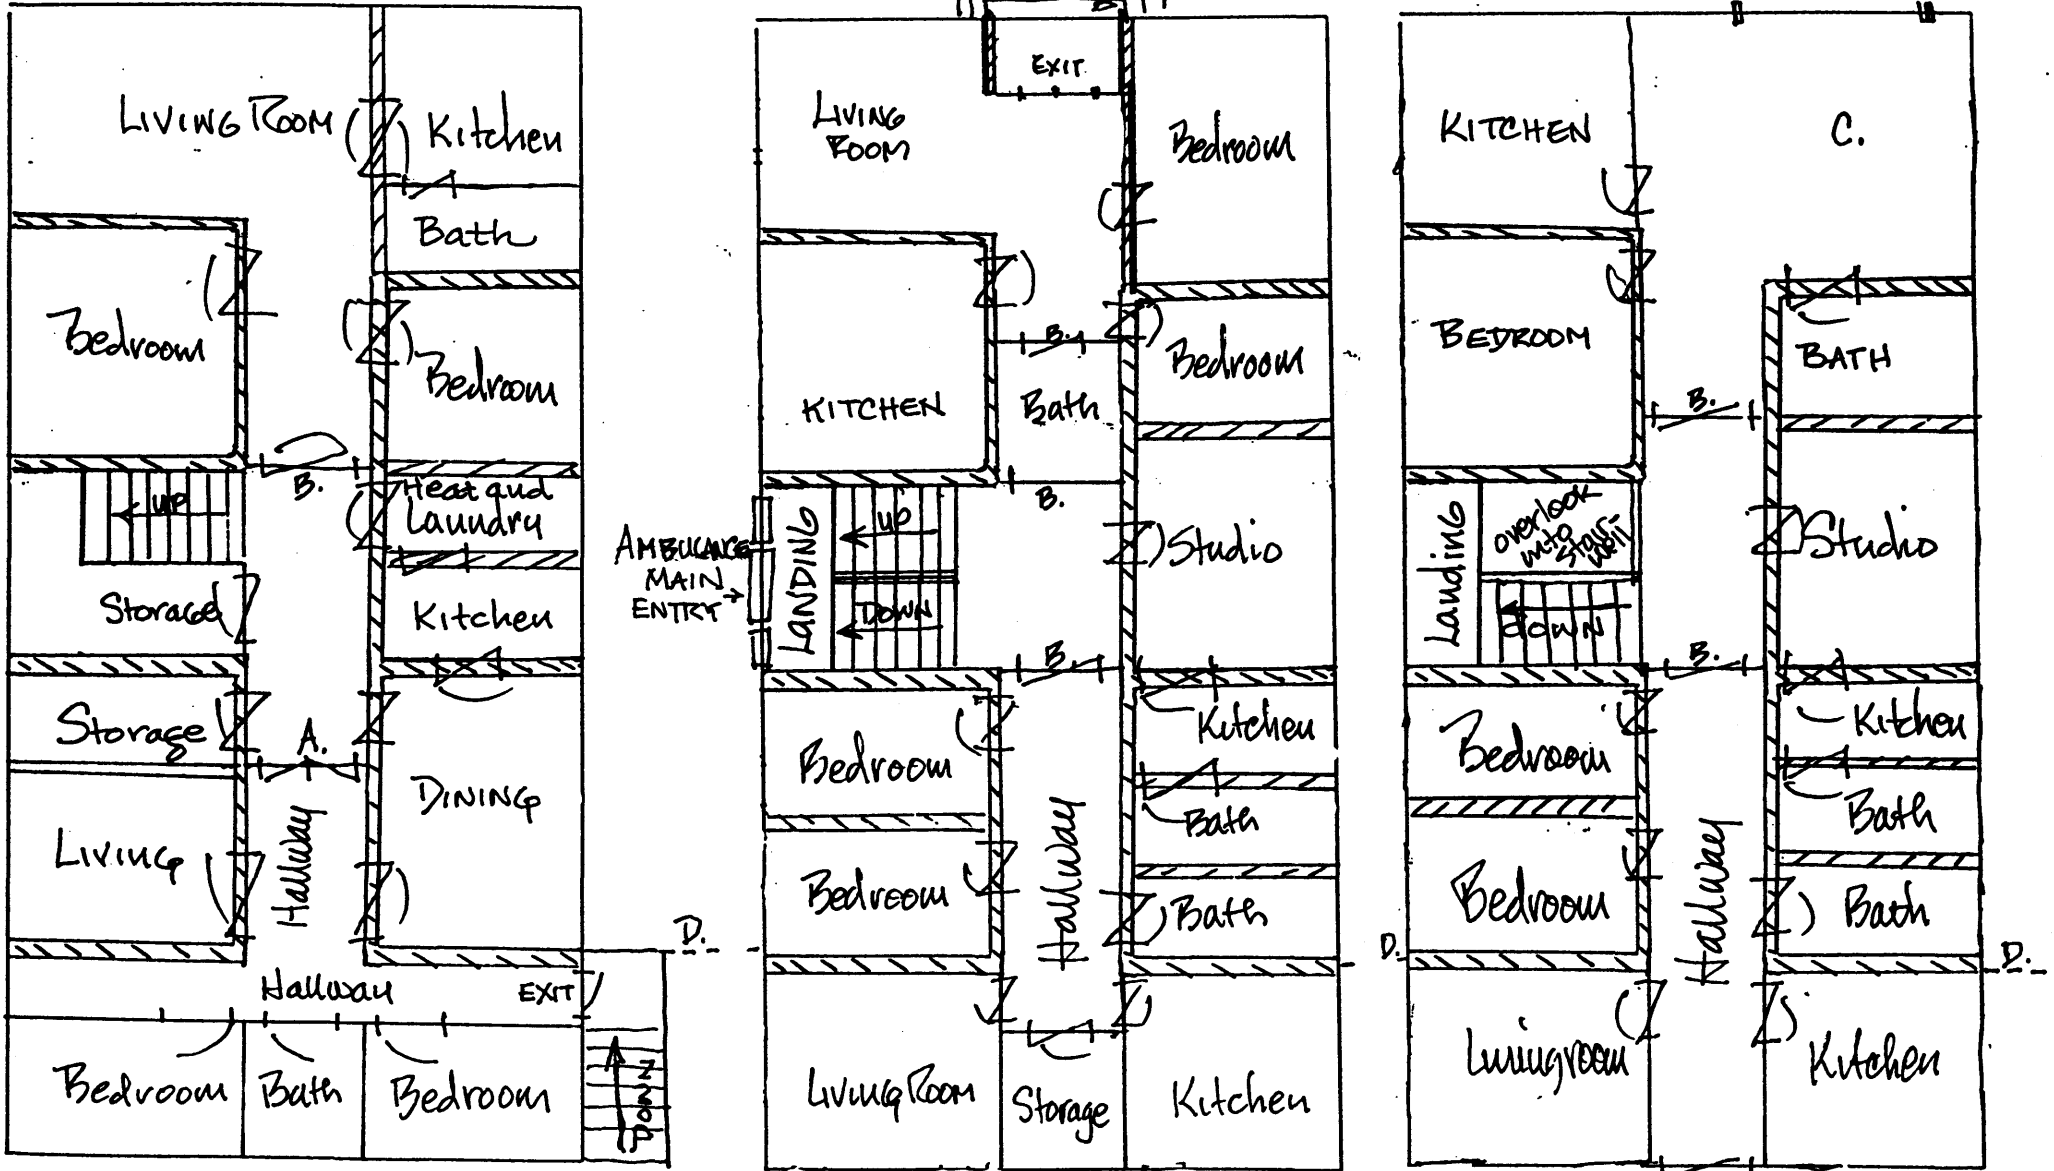 LIVING ROOM
Kitchen
Bath
Bedroom
Bedroom
B.
UP
Heat and
Laundry
Storage
Kitchen
Storage
A.
DINING
LIVING
Hallway
Hallway
EXIT
D.
Bedroom
Bath
Bedroom
DOWN
B
EXIT
LIVING
ROOM
Bedroom
B.
Bedroom
KITCHEN
Bath
B.
AMBULANCE
MAIN
ENTRY
LANDING
UP
DOWN
Studio
B.
Kitchen
Bedroom
Bath
Bedroom
Hallway
Bath
LIVING ROOM
Storage
Kitchen
KITCHEN
C.
BEDROOM
BATH
B.
Landing
overlook
into
stair-
well
DOWN
Studio
B.
Kitchen
Bedroom
Bath
Bedroom
Hallway
Bath
D.
D.
Livingroom
Kitchen